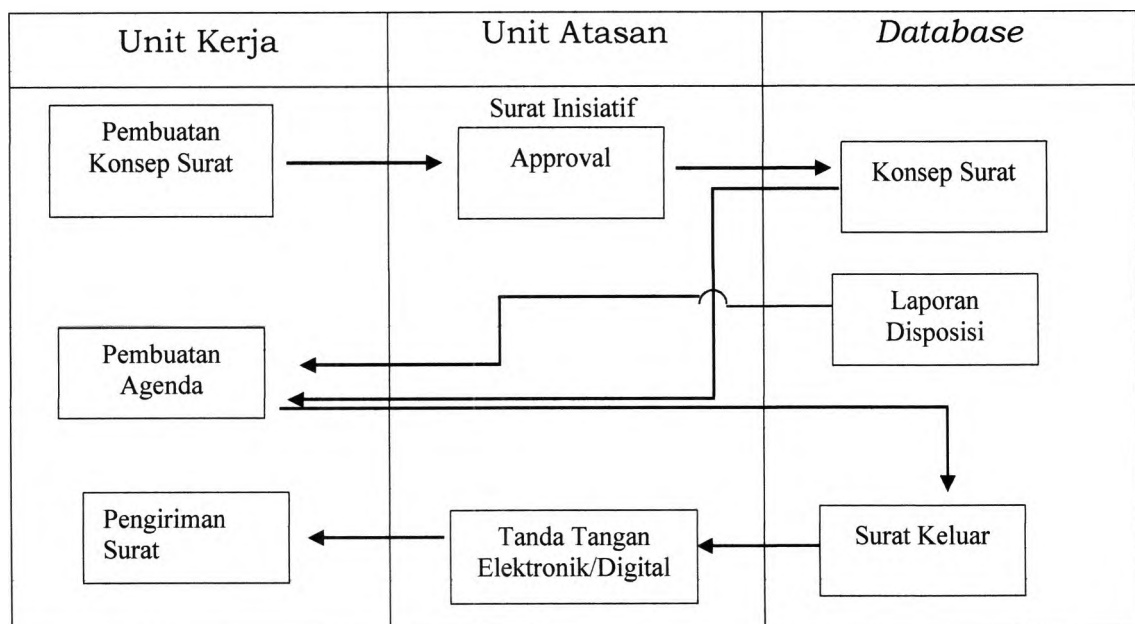 Unit Kerja
Unit Atasan
Database
Pembuatan
Konsep Surat
Surat Inisiatif
Approval
Konsep Surat
Laporan
Disposisi
Pembuatan
Agenda
Pengiriman
Surat
Tanda Tangan
Elektronik/Digital
Surat Keluar